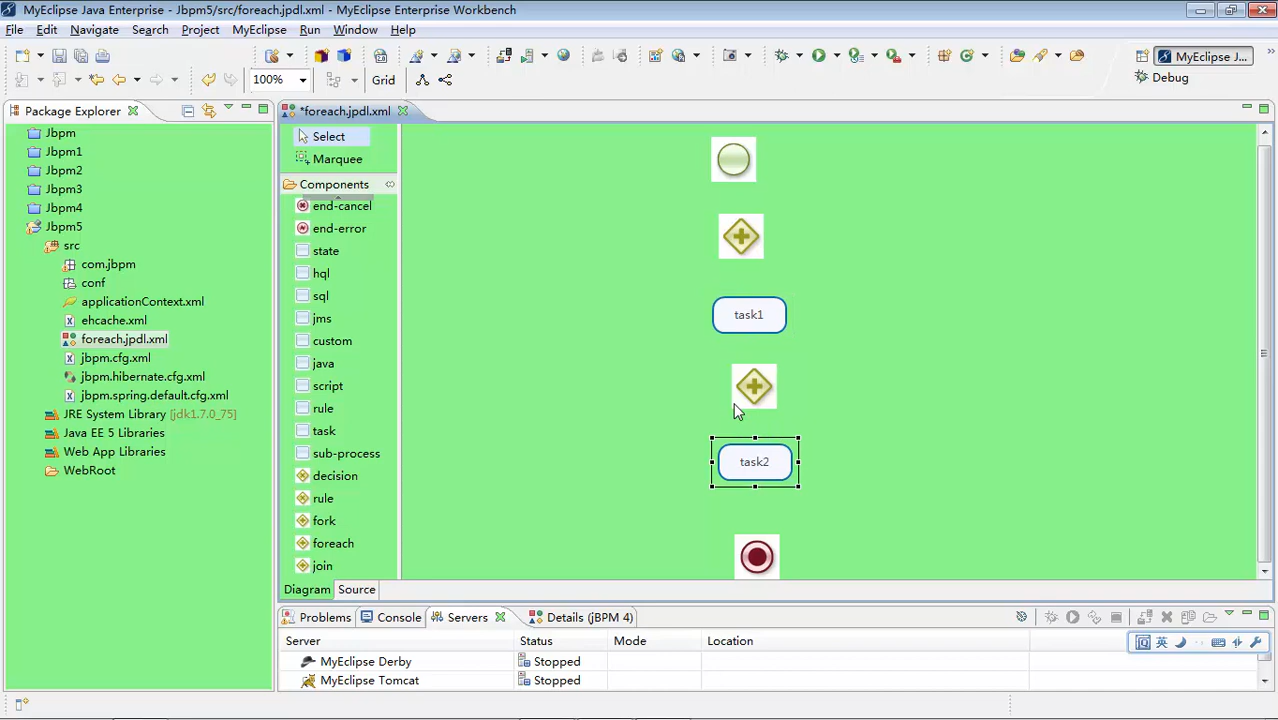 MyEclipse Java Enterprise - Jbpm5/src/foreach.jpdl.xml - MyEclipse Enterprise Workbench
File Edit Navigate Search Project MyEclipse Run Window Help
MyEclipse J...
100% Grid Debug
Package Explorer
*foreach.jpdl.xml
Jbpm
Jbpm1
Jbpm2
Jbpm3
Jbpm4
Jbpm5
src
com.jbpm
conf
applicationContext.xml
ehcache.xml
foreach.jpdl.xml
jbpm.cfg.xml
jbpm.hibernate.cfg.xml
jbpm.spring.default.cfg.xml
JRE System Library [jdk1.7.0_75]
Java EE 5 Libraries
Web App Libraries
WebRoot
Select
Marquee
Components
end-cancel
end-error
state
hql
sql
jms
custom
java
script
rule
task
sub-process
decision
rule
fork
foreach
join
task1
task2
Diagram Source
Problems Console Servers Details (jBPM 4)
Server Status Mode Location
MyEclipse Derby Stopped
MyEclipse Tomcat Stopped
英